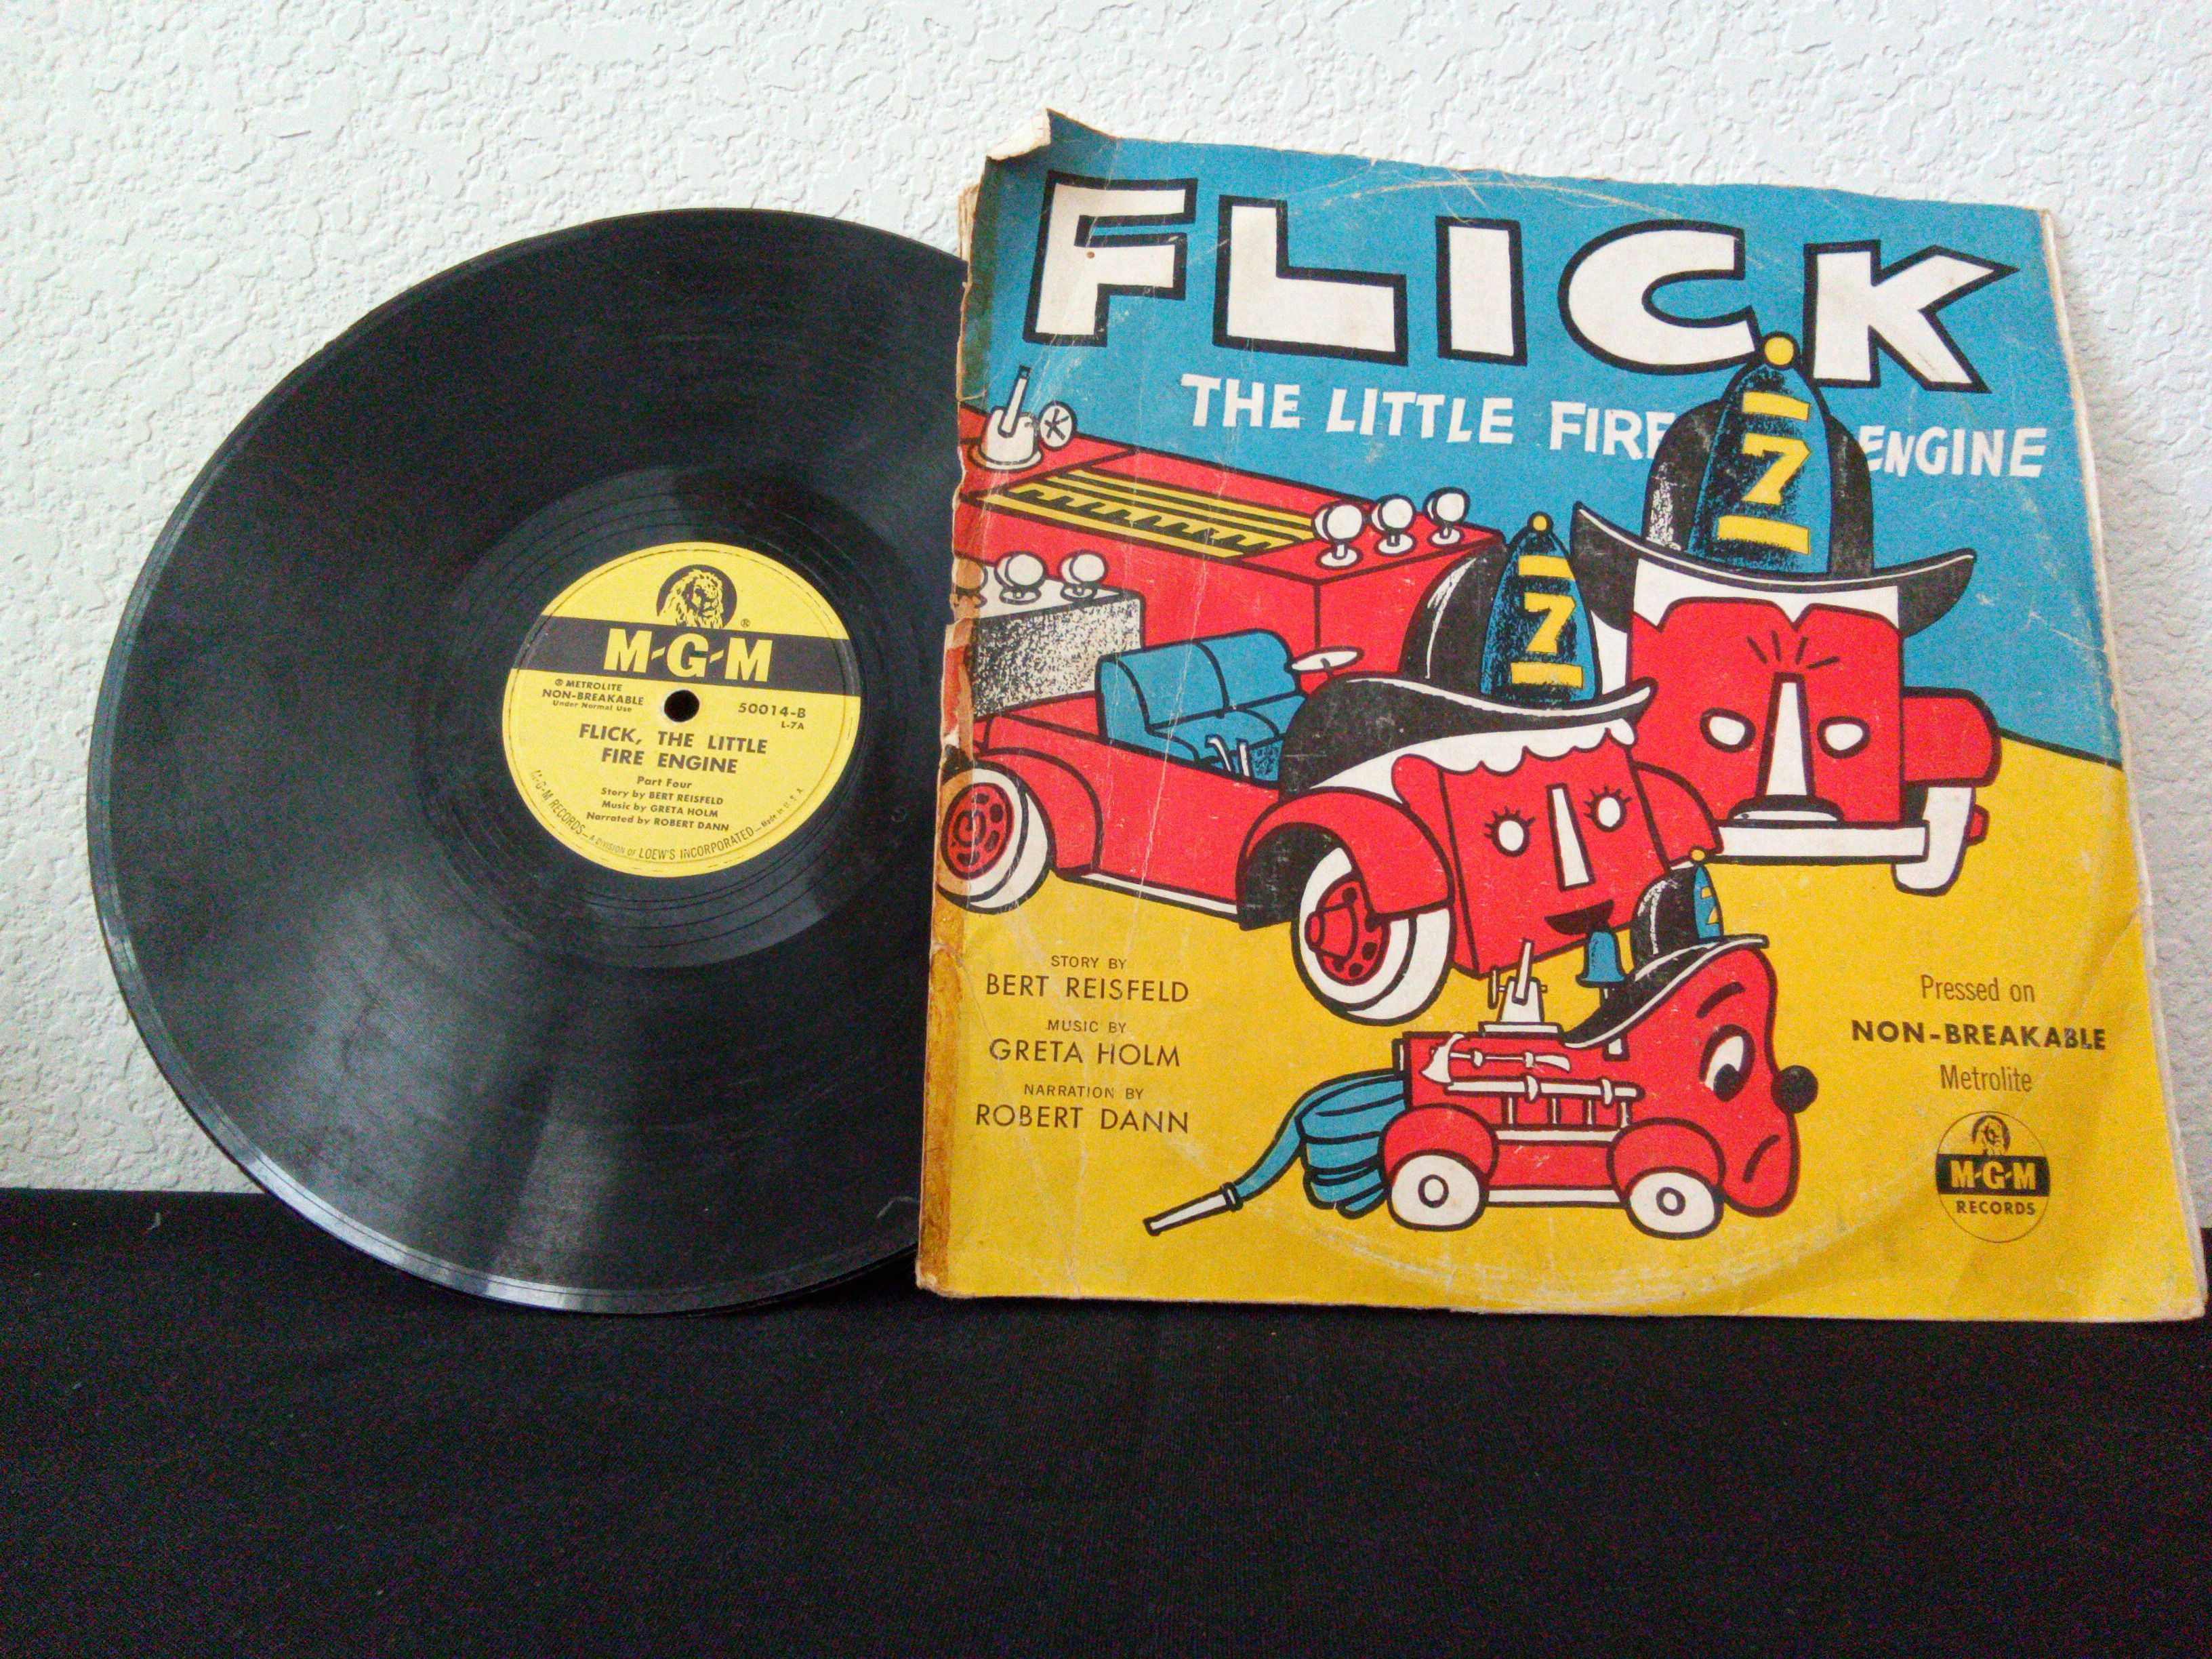 M-G-M
®
® METROLITE
NON-BREAKABLE
Under Normal Use
50014-B
L-7A
FLICK, THE LITTLE
FIRE ENGINE
Part Four
Story by BERT REISFELD
Music by GRETA HOLM
Narrated by ROBERT DANN
M-G-M RECORDS—A DIVISION OF LOEW'S INCORPORATED—Made in U.S.A.
FLICK
THE LITTLE FIRE ENGINE
7
7
STORY BY
BERT REISFELD
MUSIC BY
GRETA HOLM
NARRATION BY
ROBERT DANN
Pressed on
NON-BREAKABLE
Metrolite
M-G-M
RECORDS